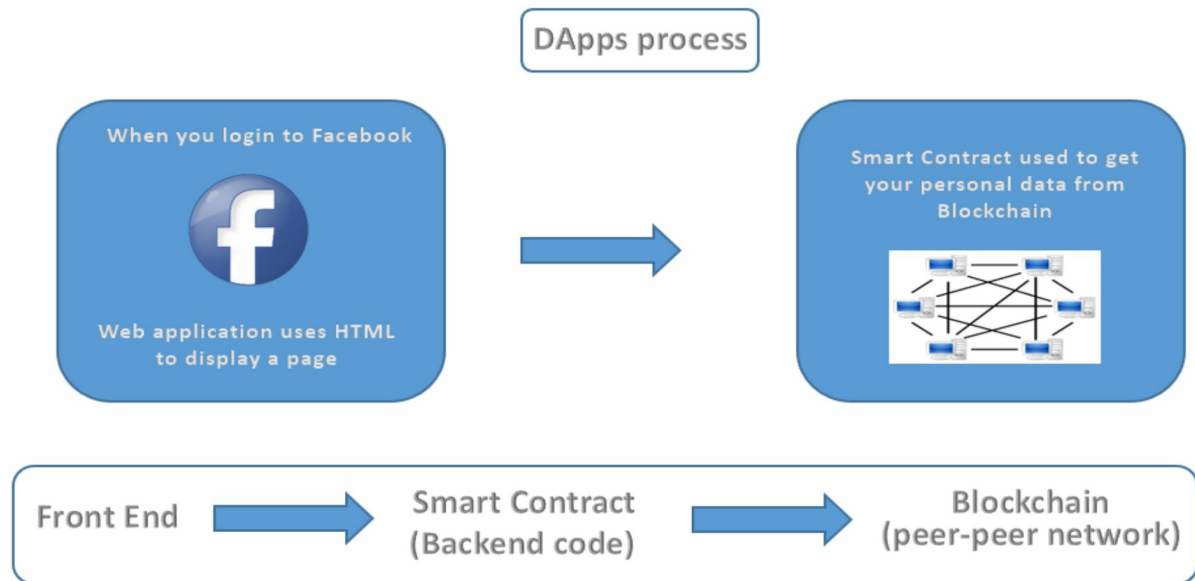 DApps process
When you login to Facebook
f
Web application uses HTML
to display a page
Smart Contract used to get
your personal data from
Blockchain
Front End
Smart Contract
(Backend code)
Blockchain
(peer-peer network)